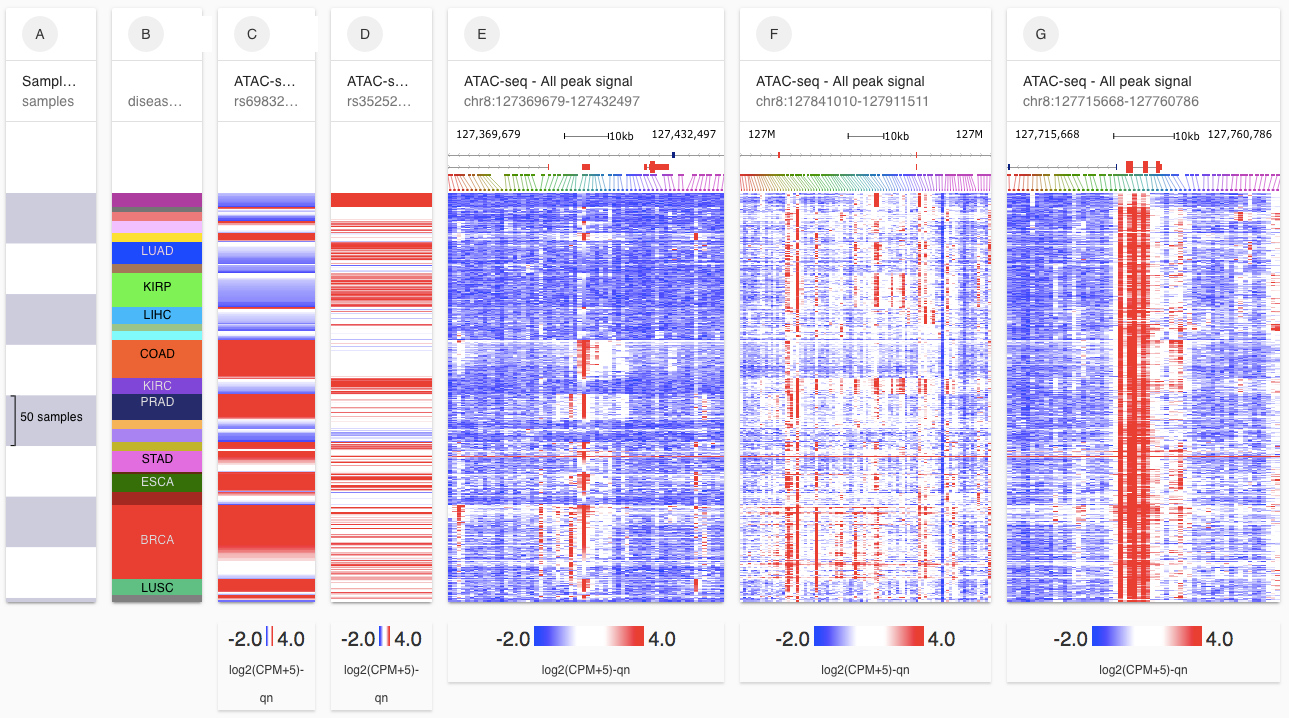 A
B
C
D
E
F
G
Sampl...
samples
diseas...
ATAC-s...
rs69832...
ATAC-s...
rs35252...
ATAC-seq - All peak signal
chr8:127369679-127432497
ATAC-seq - All peak signal
chr8:127841010-127911511
ATAC-seq - All peak signal
chr8:127715668-127760786
127,369,679
10kb
127,432,497
127M
10kb
127M
127,715,668
10kb
127,760,786
LUAD
KIRP
LIHC
COAD
KIRC
PRAD
50 samples
STAD
ESCA
BRCA
LUSC
-2.0 4.0
log2(CPM+5)-
qn
-2.0 4.0
log2(CPM+5)-
qn
-2.0 4.0
log2(CPM+5)-qn
-2.0 4.0
log2(CPM+5)-qn
-2.0 4.0
log2(CPM+5)-qn